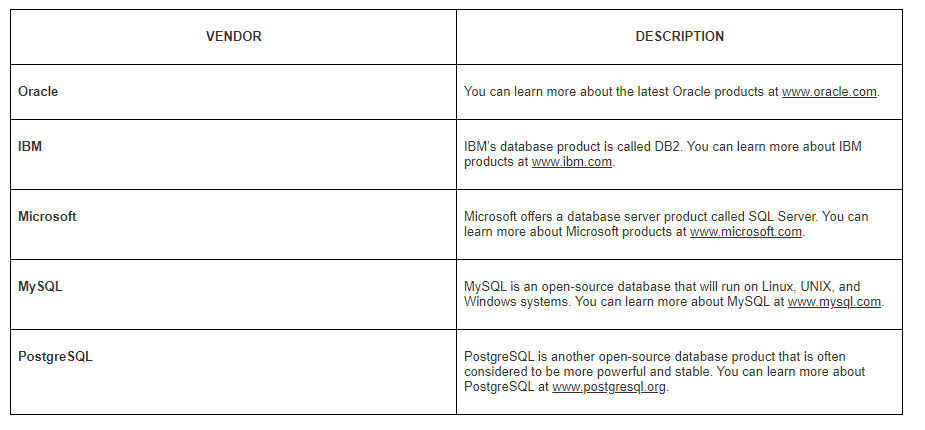 VENDOR
DESCRIPTION
Oracle
You can learn more about the latest Oracle products at www.oracle.com.
IBM
IBM’s database product is called DB2. You can learn more about IBM
products at www.ibm.com.
Microsoft
Microsoft offers a database server product called SQL Server. You can
learn more about Microsoft products at www.microsoft.com.
MySQL
MySQL is an open-source database that will run on Linux, UNIX, and
Windows systems. You can learn more about MySQL at www.mysql.com.
PostgreSQL
PostgreSQL is another open-source database product that is often
considered to be more powerful and stable. You can learn more about
PostgreSQL at www.postgresql.org.